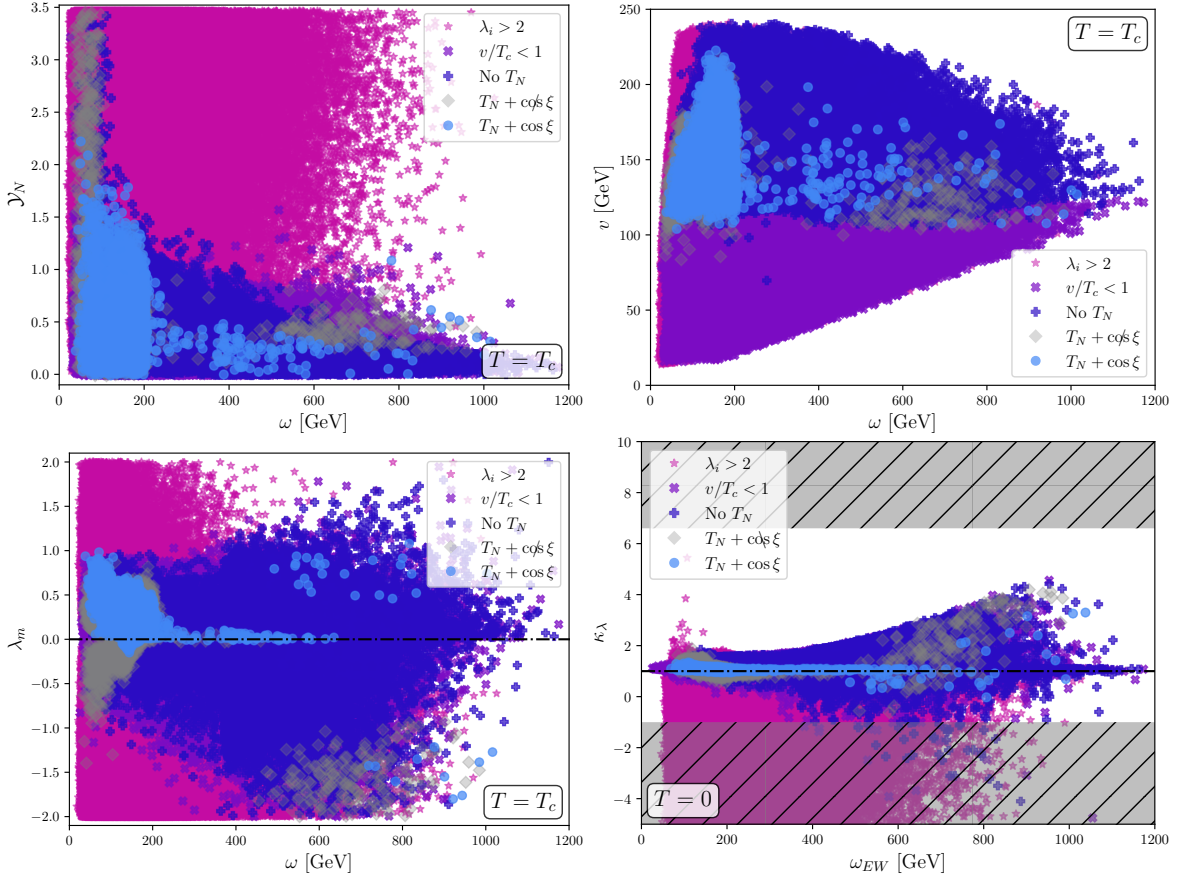 3.5
3.0
2.5
2.0
1.5
1.0
0.5
0.0
𝒴_N
λ_i > 2
v/T_c < 1
No T_N
T_N + co̸s ξ
T_N + cos ξ
T = T_c
0 200 400 600 800 1000 1200
ω [GeV]
250
200
150
100
50
0
v [GeV]
T = T_c
λ_i > 2
v/T_c < 1
No T_N
T_N + co̸s ξ
T_N + cos ξ
0 200 400 600 800 1000 1200
ω [GeV]
2.0
1.5
1.0
0.5
0.0
−0.5
−1.0
−1.5
−2.0
λ_m
λ_i > 2
v/T_c < 1
No T_N
T_N + co̸s ξ
T_N + cos ξ
T = T_c
0 200 400 600 800 1000 1200
ω [GeV]
10
8
6
4
2
0
−2
−4
κ_λ
λ_i > 2
v/T_c < 1
No T_N
T_N + cos̸ ξ
T_N + cos ξ
T = 0
0 200 400 600 800 1000 1200
ω_{EW} [GeV]